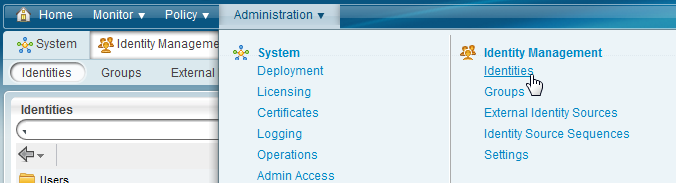 Home Monitor Policy Administration
System Identity Manageme
Identities Groups External
Identities
Users
System
Deployment
Licensing
Certificates
Logging
Operations
Admin Access
Identity Management
Identities
Groups
External Identity Sources
Identity Source Sequences
Settings